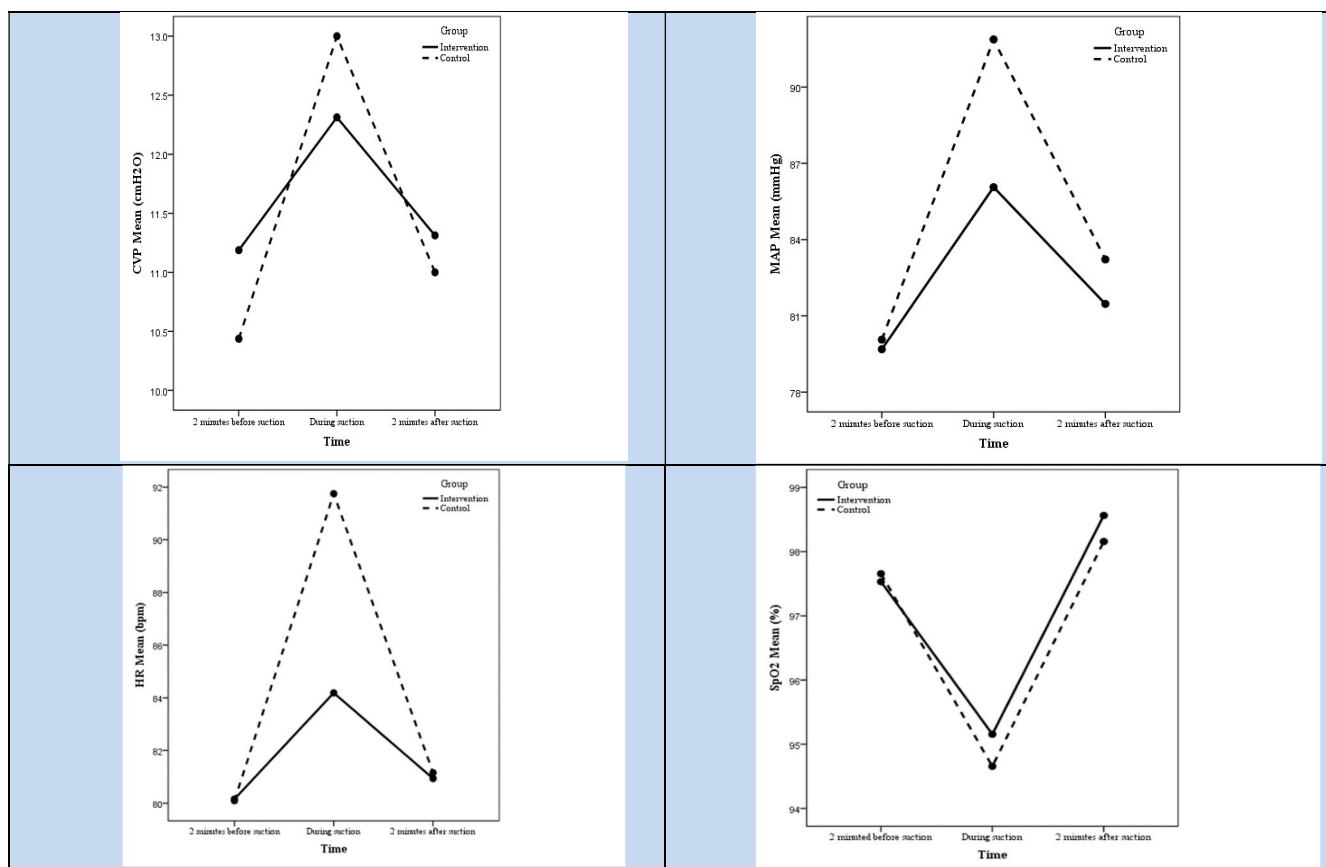 Group
Intervention
Control
CVP Mean (cmH2O)
13.0
12.5
12.0
11.5
11.0
10.5
10.0
2 minutes before suction
During suction
2 minutes after suction
Time
Group
Intervention
Control
MAP Mean (mmHg)
90
87
84
81
78
2 minutes before suction
During suction
2 minutes after suction
Time
Group
Intervention
Control
HR Mean (bpm)
92
90
88
86
84
82
80
2 minutes before suction
During suction
2 minutes after suction
Time
Group
Intervention
Control
SpO2 Mean (%)
99
98
97
96
95
94
2 minuted before suction
During suction
2 minutes after suction
Time